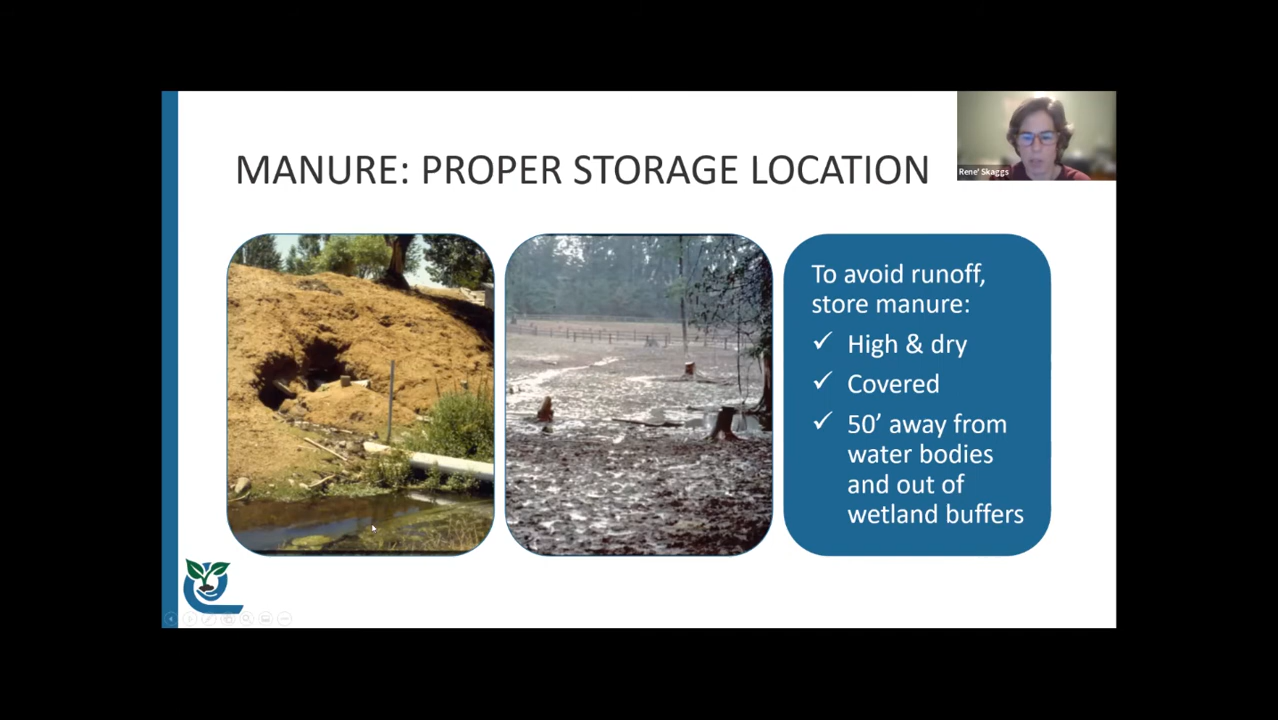 MANURE: PROPER STORAGE LOCATION
Rene' Skaggs
To avoid runoff,
store manure:
✓ High & dry
✓ Covered
✓ 50’ away from
water bodies
and out of
wetland buffers